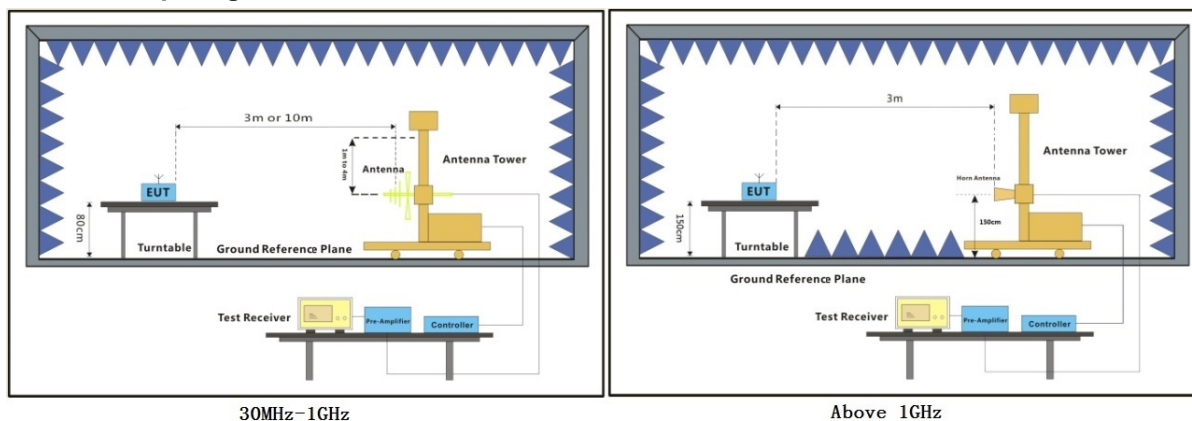 3m or 10m
1m to 4m
Antenna
Antenna Tower
EUT
80cm
Turntable
Ground Reference Plane
Test Receiver
Pre-Amplifier
Controller
30MHz-1GHz
3m
Antenna Tower
Horn Antenna
EUT
150cm
150cm
Turntable
Ground Reference Plane
Test Receiver
Pre-Amplifier
Controller
Above 1GHz